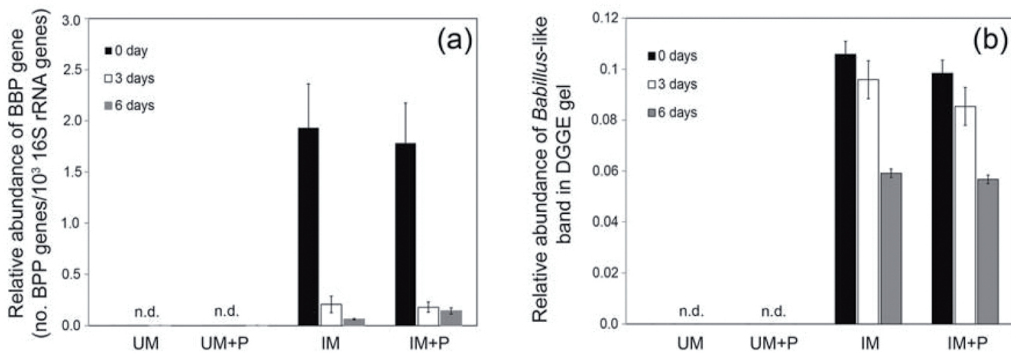 (a)
Relative abundance of BBP gene
(no. BPP genes/10³ 16S rRNA genes)
3.0
2.5
2.0
1.5
1.0
0.5
0.0
0 day
3 days
6 days
n.d.
n.d.
UM
UM+P
IM
IM+P
(b)
Relative abundance of Babillus-like
band in DGGE gel
0.12
0.1
0.08
0.06
0.04
0.02
0.0
0 days
3 days
6 days
n.d.
n.d.
UM
UM+P
IM
IM+P